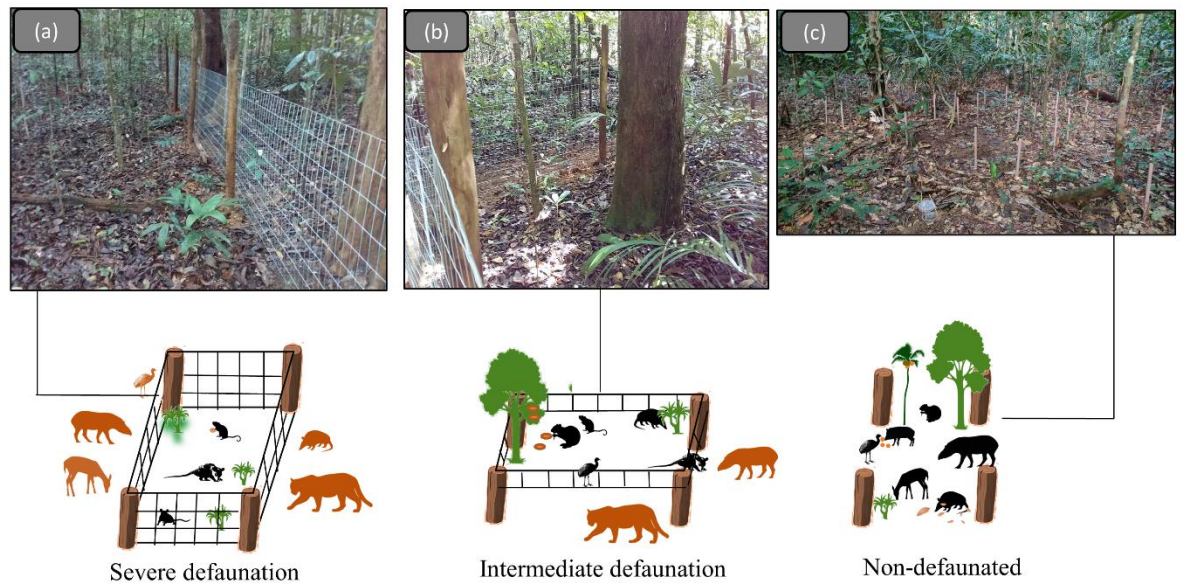 (a)
(b)
(c)
Severe defaunation
Intermediate defaunation
Non-defaunated